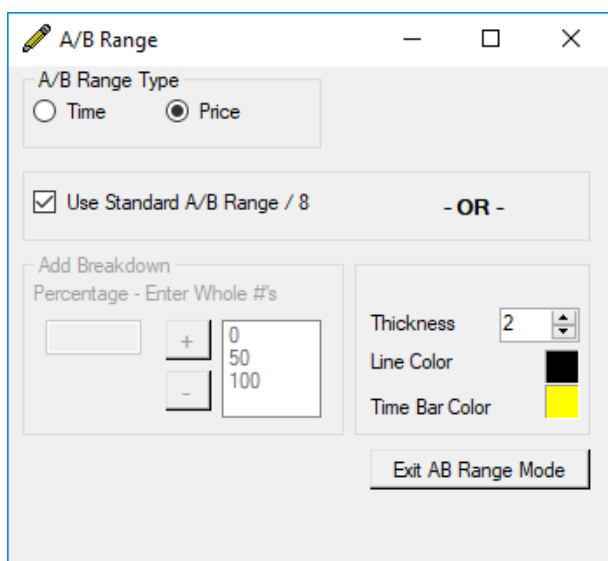 A/B Range
A/B Range Type
Time Price
Use Standard A/B Range / 8 - OR -
Add Breakdown
Percentage - Enter Whole #'s
+
-
0
50
100
Thickness 2
Line Color
Time Bar Color
Exit AB Range Mode